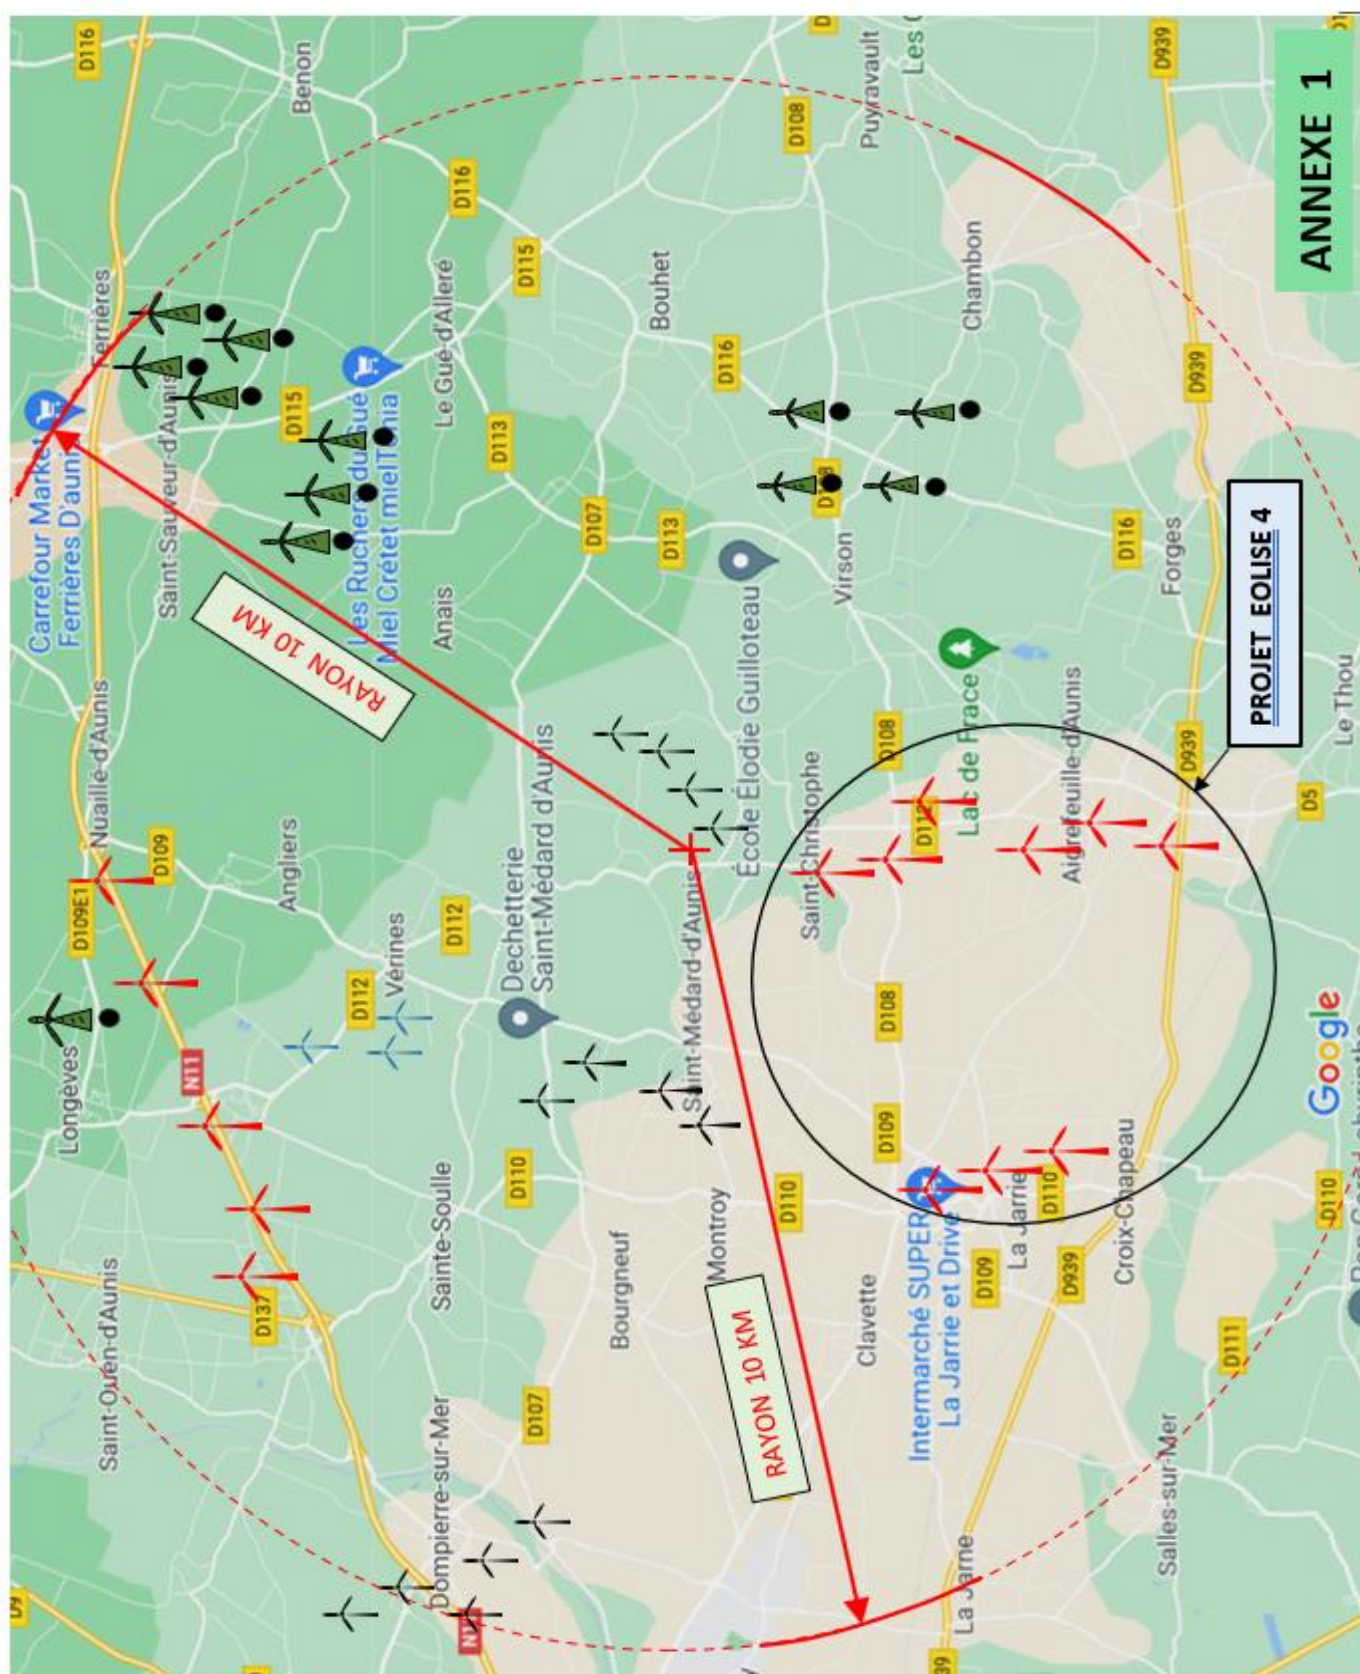 ANNEXE 1
D116
Benon
D116
D115
Ferrières
Carrefour Market
Ferrières D'aunis
Saint-Sauveur-d'Aunis
D115
Le Gué-d'Alleré
Les Ruchers du Gué
Miel Crétet miel Tonia
D113
D107
D113
Anais
Bouhet
D116
D108
Puyravault
D939
Chambon
D939
Virson
D116
Forges
École Élodie Guilloteau
Lac de Frace
Aigrefeuille-d'Aunis
D108
Saint-Christophe
D939
Le Thou
D5
PROJET EOLISE 4
RAYON 10 KM
Nuaillé-d'Aunis
D109
D109E1
Angliers
Vérines
D112
D112
Dechetterie
Saint-Médard d'Aunis
Saint-Médard-d'Aunis
Longèves
N11
D108
D109
Sainte-Soulle
D110
D110
Montroy
Bourgneuf
Intermarché SUPER
La Jarrie et Drive
La Jarrie
D110
Croix-Chapeau
D109
D939
Clavette
RAYON 10 KM
Saint-Ouen-d'Aunis
D137
Dompierre-sur-Mer
D107
D9
La Jarne
Salles-sur-Mer
D111
D110
Google